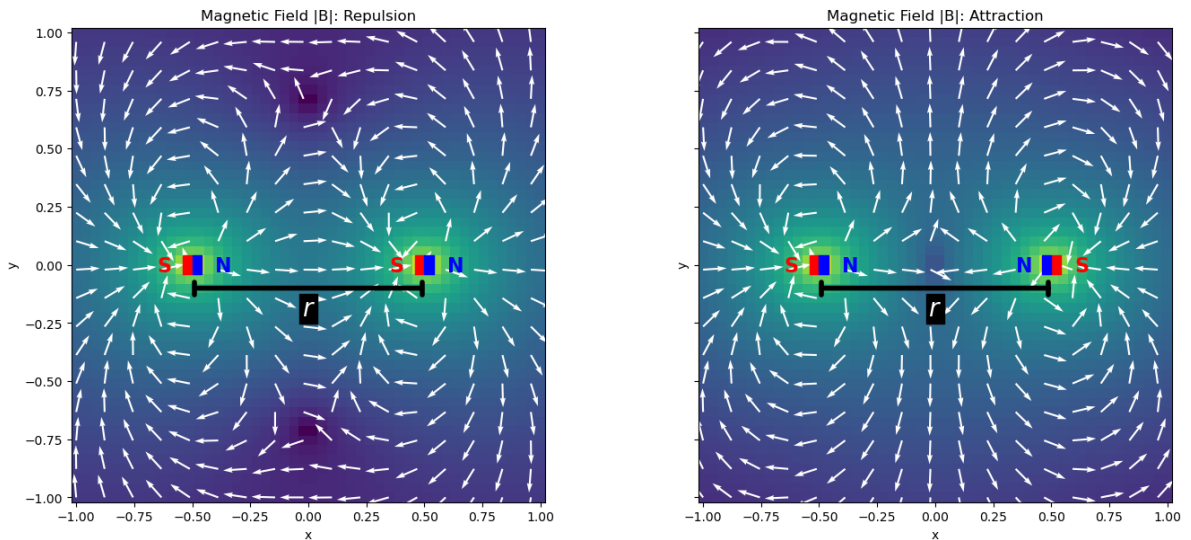 Magnetic Field |B|: Repulsion
1.00
0.75
0.50
0.25
0.00
−0.25
−0.50
−0.75
−1.00
y
S N S N
r
−1.00 −0.75 −0.50 −0.25 0.00 0.25 0.50 0.75 1.00
x
Magnetic Field |B|: Attraction
y
S N N S
r
−1.00 −0.75 −0.50 −0.25 0.00 0.25 0.50 0.75 1.00
x